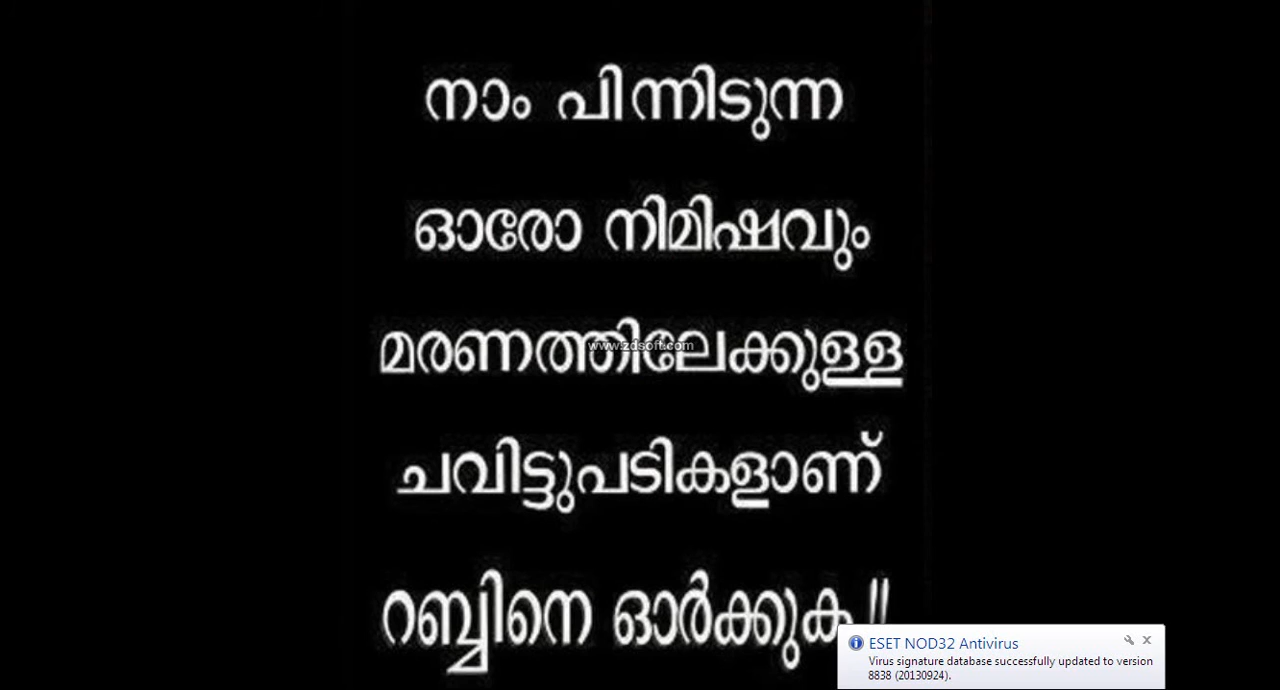 നാം പിന്നിടുന്ന
ഓരോ നിമിഷവും
മരണത്തിലേക്കുള്ള
www.zdsoft.com
ചവിട്ടുപടികളാണ്
റബ്ബിനെ ഓർക്കുക !!
ESET NOD32 Antivirus
Virus signature database successfully updated to version
8838 (20130924).